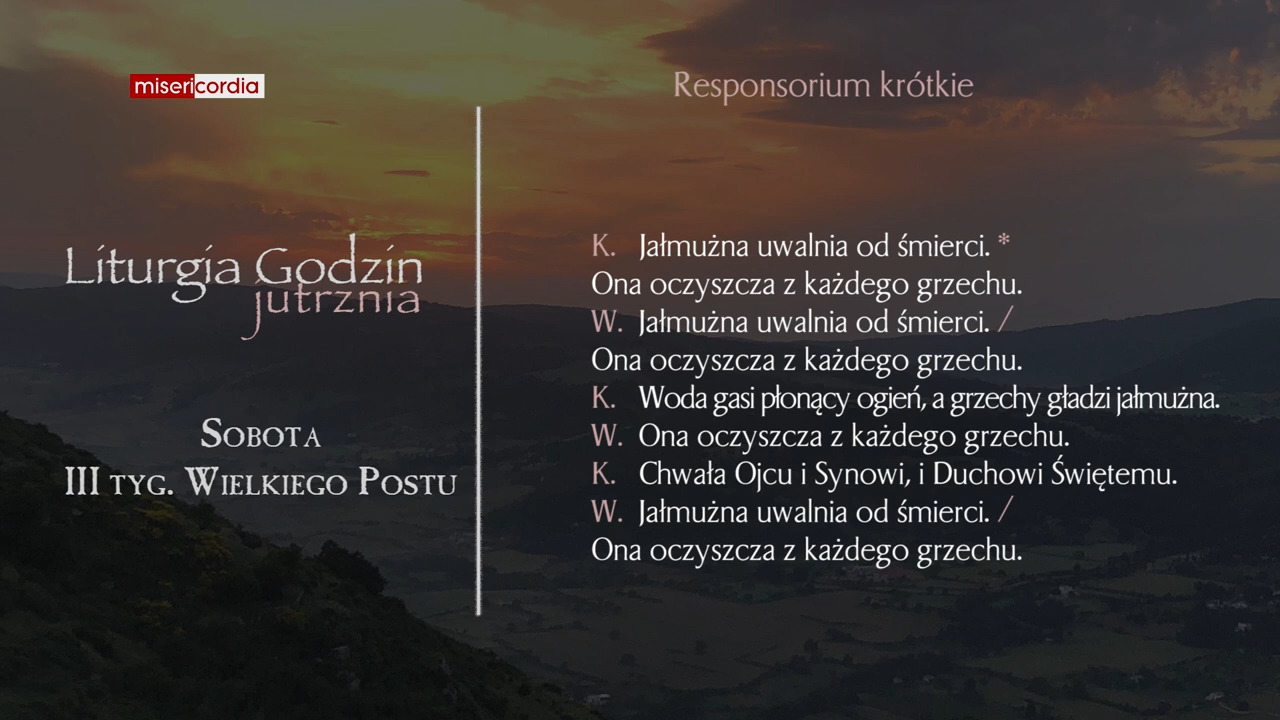 misericordia
Liturgia Godzin
jutrznia
Sobota
III tyg. Wielkiego Postu
Responsorium krótkie
K. Jałmużna uwalnia od śmierci. *
Ona oczyszcza z każdego grzechu.
W. Jałmużna uwalnia od śmierci. /
Ona oczyszcza z każdego grzechu.
K. Woda gasi płonący ogień, a grzechy gładzi jałmużna.
W. Ona oczyszcza z każdego grzechu.
K. Chwała Ojcu i Synowi, i Duchowi Świętemu.
W. Jałmużna uwalnia od śmierci. /
Ona oczyszcza z każdego grzechu.